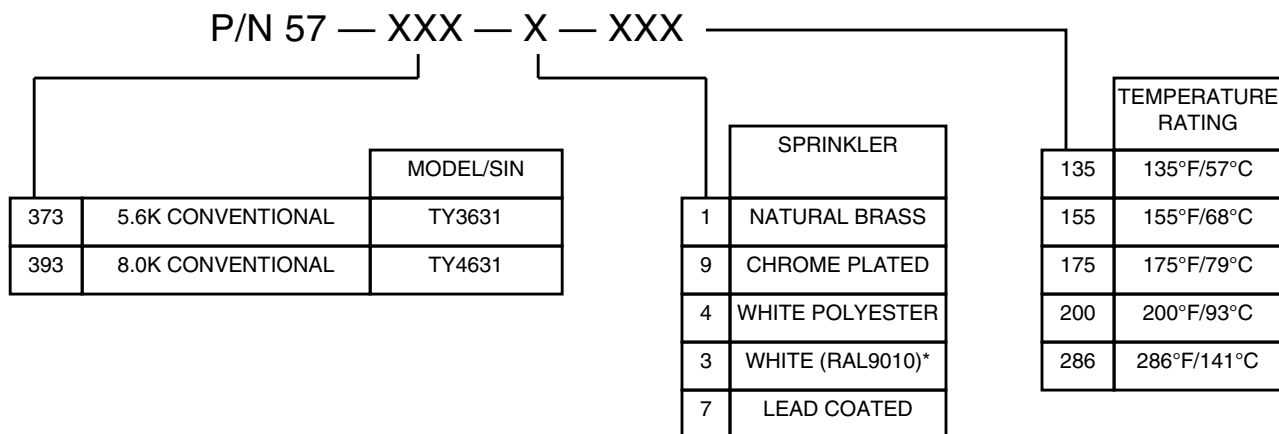 P/N 57 — XXX — X — XXX
MODEL/SIN
373 5.6K CONVENTIONAL TY3631
393 8.0K CONVENTIONAL TY4631
SPRINKLER
1 NATURAL BRASS
9 CHROME PLATED
4 WHITE POLYESTER
3 WHITE (RAL9010)*
7 LEAD COATED
TEMPERATURE
RATING
135 135°F/57°C
155 155°F/68°C
175 175°F/79°C
200 200°F/93°C
286 286°F/141°C